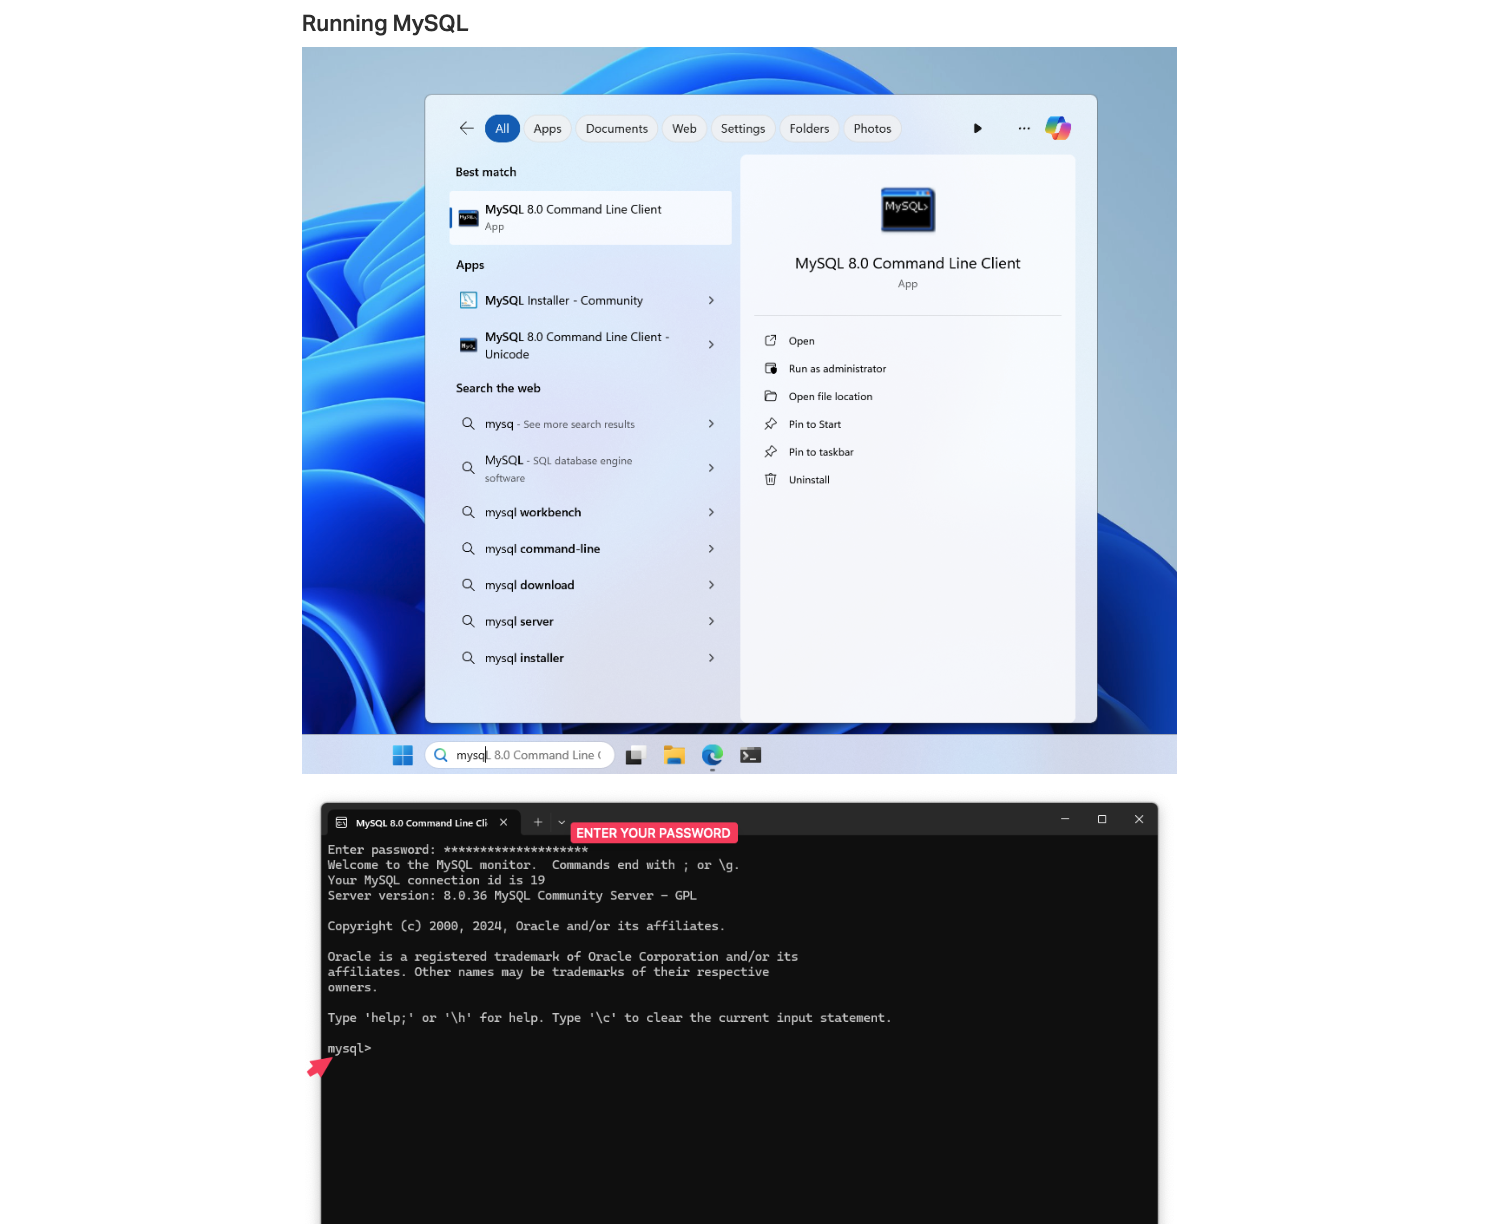 Running MySQL
All
Apps
Documents
Web
Settings
Folders
Photos
Best match
MySQL 8.0 Command Line Client
App
Apps
MySQL Installer - Community
MySQL 8.0 Command Line Client -
Unicode
Search the web
mysq - See more search results
MySQL - SQL database engine
software
mysql workbench
mysql command-line
mysql download
mysql server
mysql installer
MySQL>
MySQL 8.0 Command Line Client
App
Open
Run as administrator
Open file location
Pin to Start
Pin to taskbar
Uninstall
mysqL 8.0 Command Line C
MySQL 8.0 Command Line Cli
ENTER YOUR PASSWORD
Enter password: ********************
Welcome to the MySQL monitor.  Commands end with ; or \g.
Your MySQL connection id is 19
Server version: 8.0.36 MySQL Community Server - GPL
Copyright (c) 2000, 2024, Oracle and/or its affiliates.
Oracle is a registered trademark of Oracle Corporation and/or its
affiliates. Other names may be trademarks of their respective
owners.
Type 'help;' or '\h' for help. Type '\c' to clear the current input statement.
mysql>